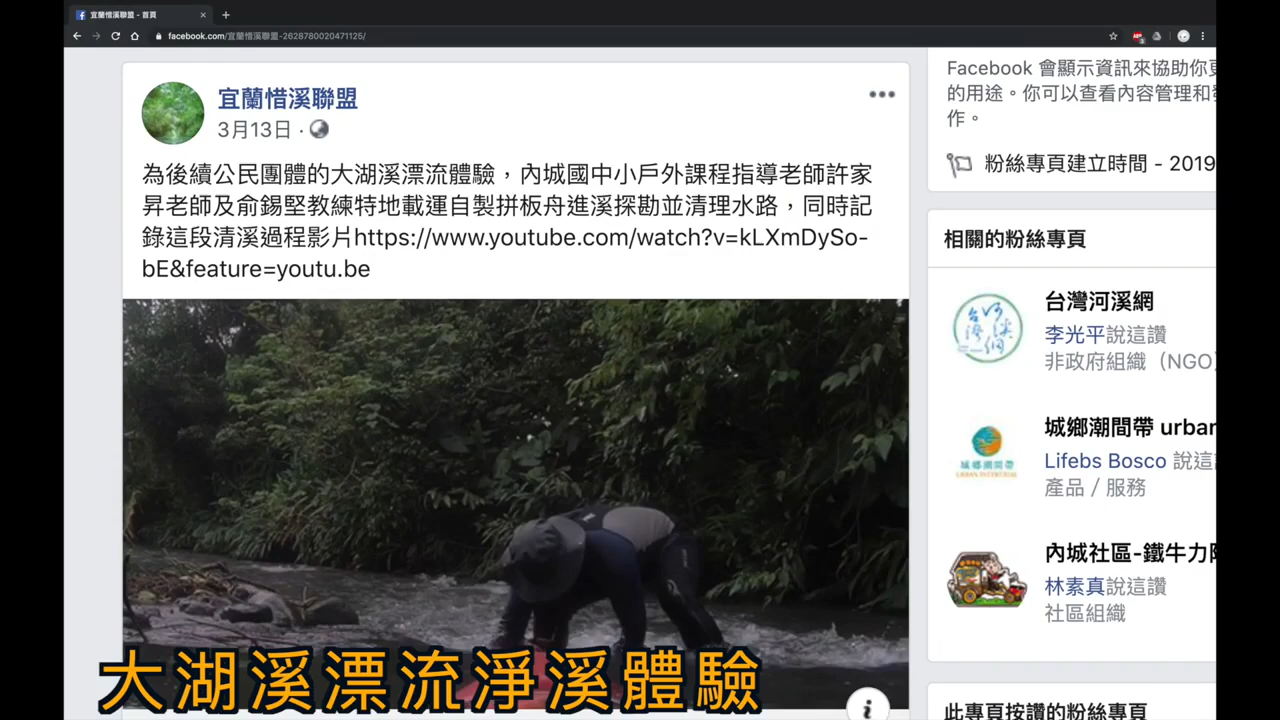 宜蘭惜溪聯盟 - 首頁
facebook.com/宜蘭惜溪聯盟-2628780020471125/
宜蘭惜溪聯盟
3月13日 ·
為後續公民團體的大湖溪漂流體驗，內城國中小戶外課程指導老師許家
昇老師及俞錫堅教練特地載運自製拼板舟進溪探勘並清理水路，同時記
錄這段清溪過程影片https://www.youtube.com/watch?v=kLXmDySo-
bE&feature=youtu.be
大湖溪漂流淨溪體驗
Facebook 會顯示資訊來協助你更
的用途。你可以查看內容管理和發
作。
粉絲專頁建立時間 - 2019
相關的粉絲專頁
台灣河溪網
李光平說這讚
非政府組織（NGO）
城鄉潮間帶 urban
Lifebs Bosco 說這
城鄉潮間帶
URBAN INTERTIDAL
產品 / 服務
內城社區-鐵牛力
林素真說這讚
社區組織
此專頁按讚的粉絲專頁